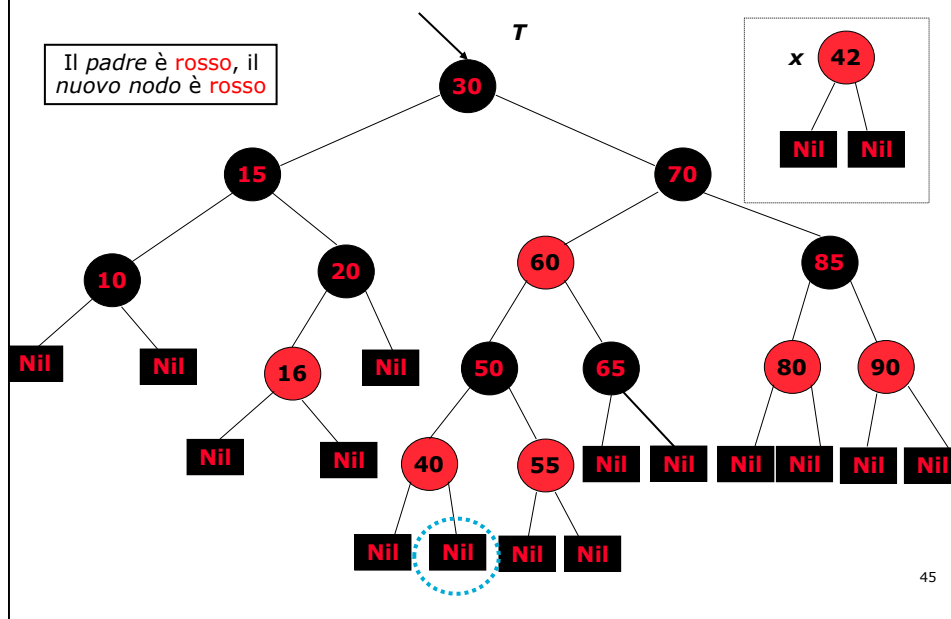 T
Il padre è rosso, il
nuovo nodo è rosso
x 42
Nil Nil
30
15 70
10 20 60 85
Nil Nil 16 Nil 50 65 80 90
Nil Nil 40 55 Nil Nil Nil Nil Nil Nil
Nil Nil Nil Nil
45